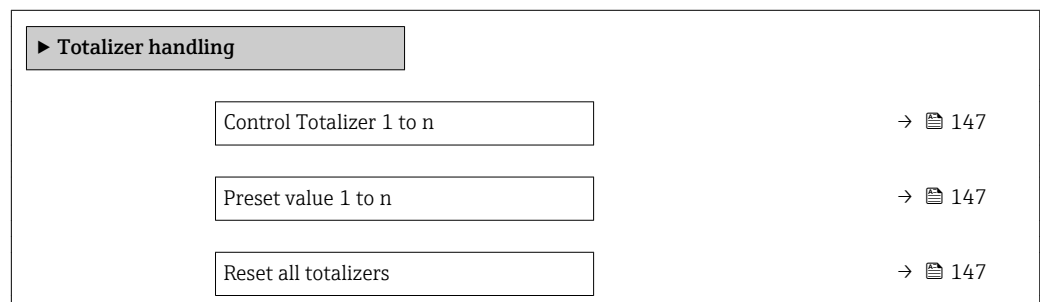 ▶ Totalizer handling
Control Totalizer 1 to n → 147
Preset value 1 to n → 147
Reset all totalizers → 147